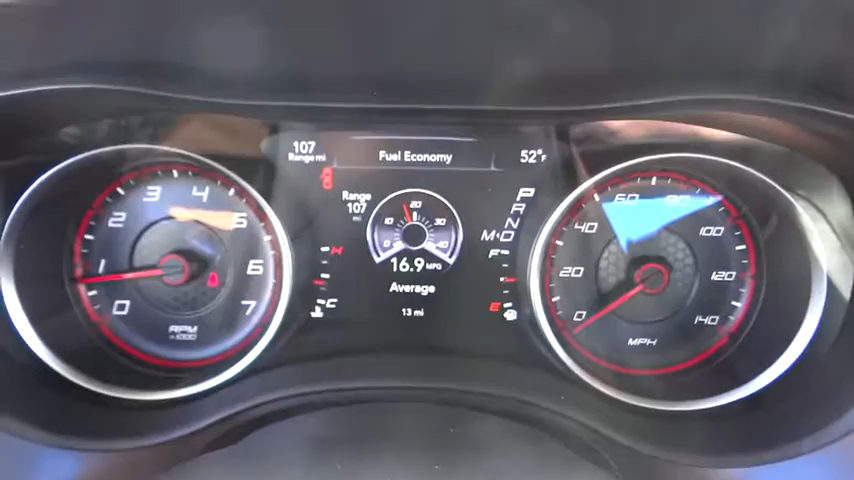 107
Range mi
Fuel Economy
52°F
Range
107 mi
0 10 20 30 40
16.9 MPG
Average
13 mi
P
R
N
M◂D
H
C
F
E
0 1 2 3 4 5 6 7
RPM
x1000
0 20 40 60 80 100 120 140
MPH